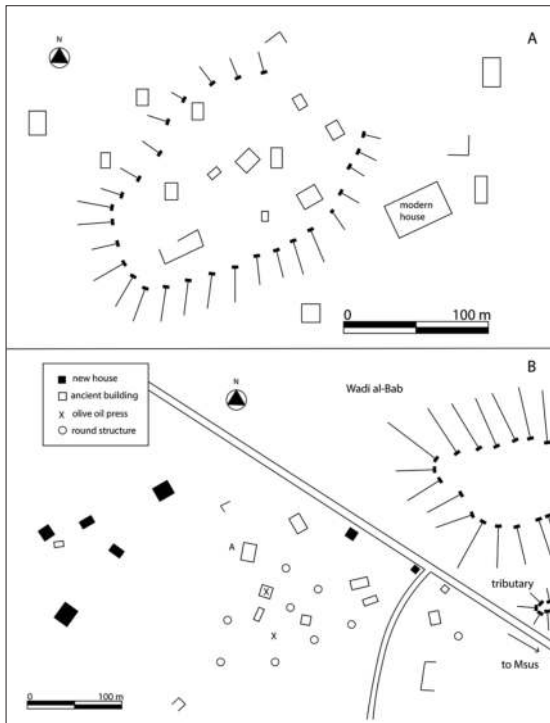 N
A
modern
house
0 100 m
B
new house
ancient building
x olive oil press
round structure
N
Wadi al-Bab
A
x
x
tributary
to Msus
0 100 m